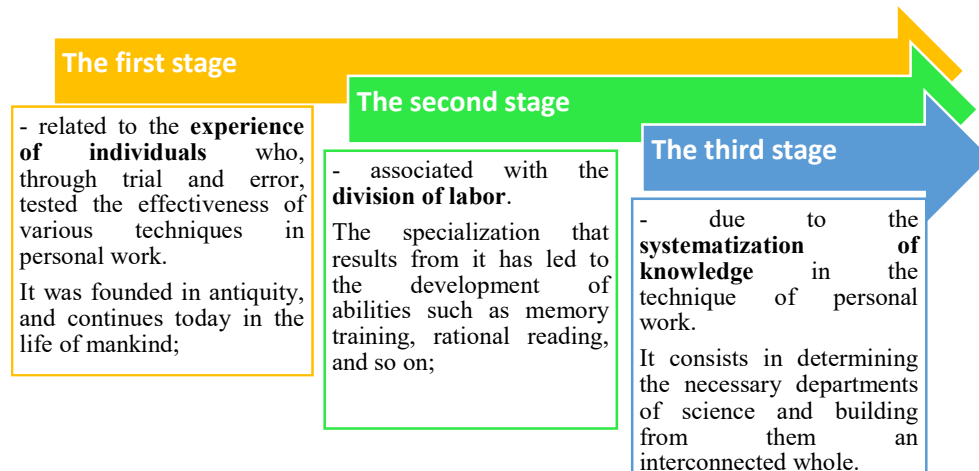 The first stage
- related to the experience
of individuals who,
through trial and error,
tested the effectiveness of
various techniques in
personal work.
It was founded in antiquity,
and continues today in the
life of mankind;
The second stage
- associated with the
division of labor.
The specialization that
results from it has led to
the development of
abilities such as memory
training, rational reading,
and so on;
The third stage
- due to the
systematization of
knowledge in the
technique of personal
work.
It consists in determining
the necessary departments
of science and building
from them an
interconnected whole.